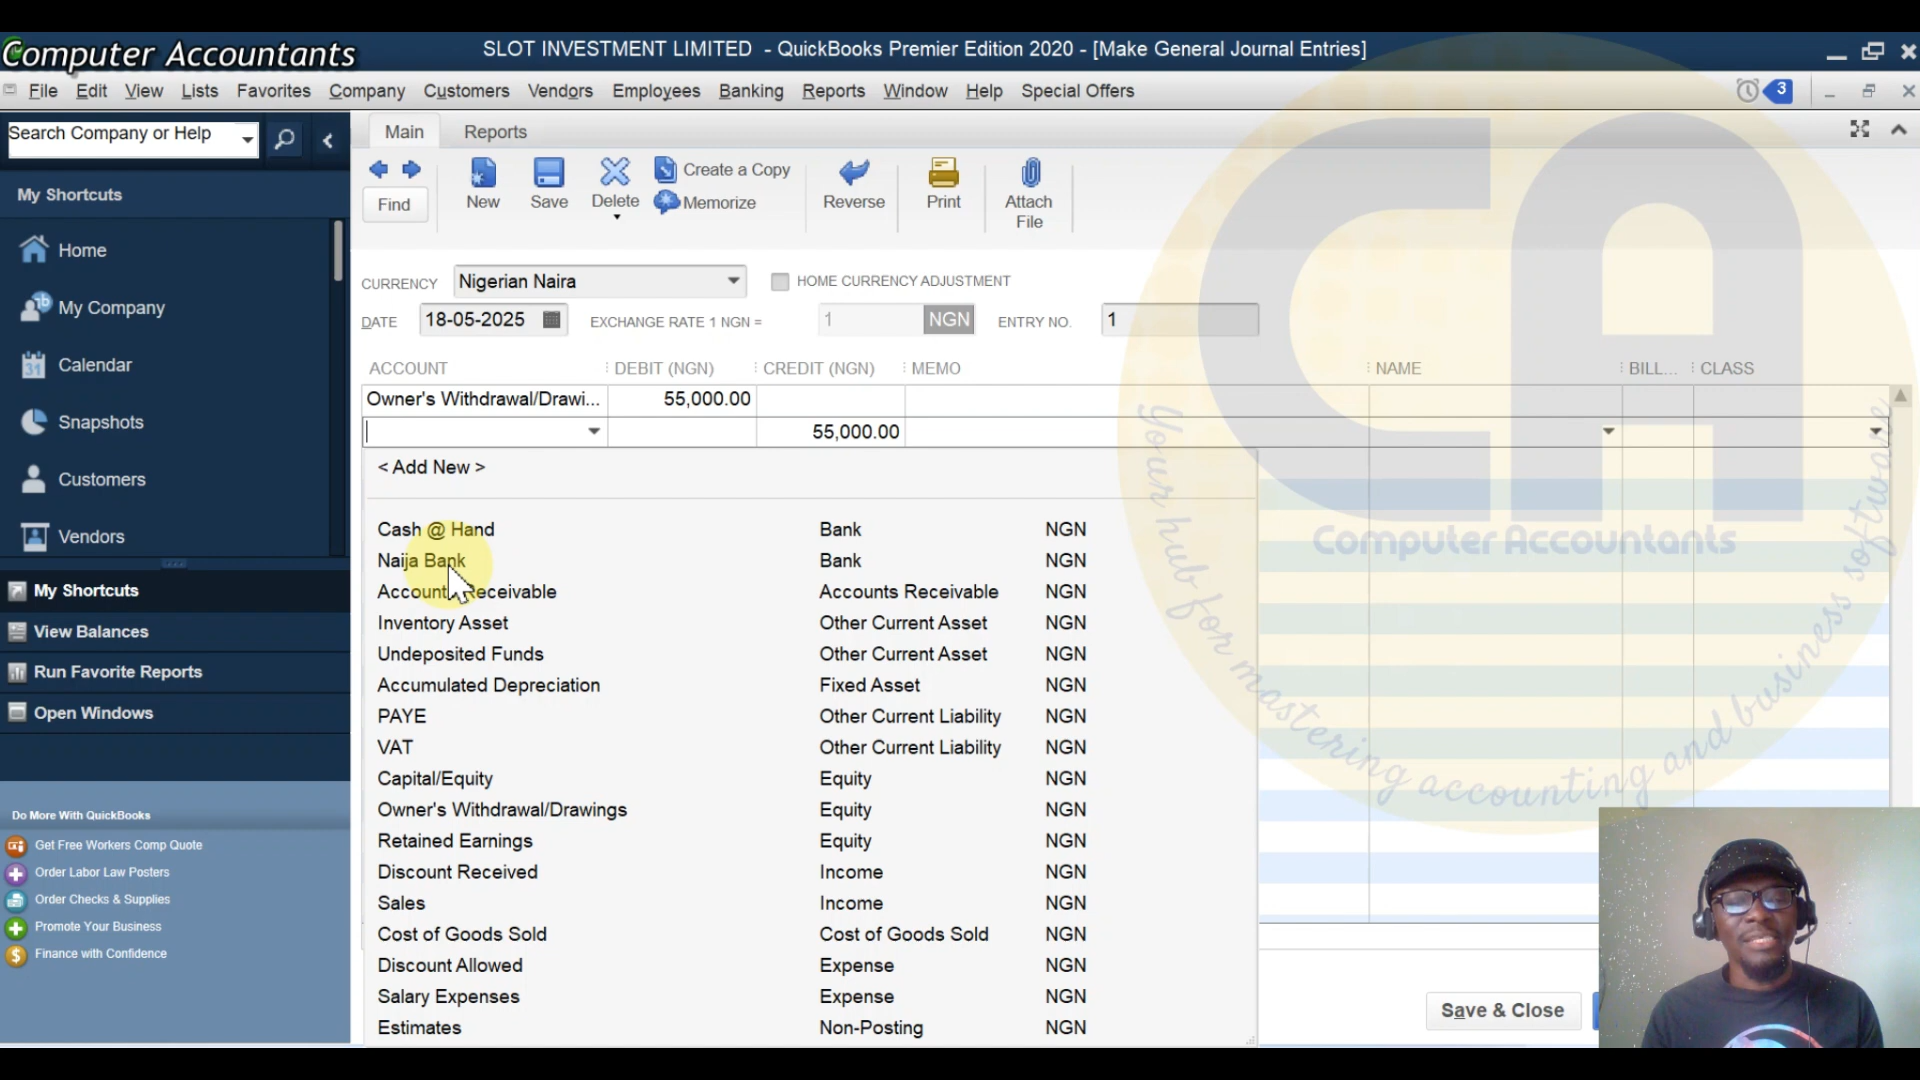 Computer Accountants
SLOT INVESTMENT LIMITED - QuickBooks Premier Edition 2020 - [Make General Journal Entries]
File Edit View Lists Favorites Company Customers Vendors Employees Banking Reports Window Help Special Offers 3
Search Company or Help
Main Reports
My Shortcuts
Home
My Company
Calendar
Snapshots
Customers
Vendors
My Shortcuts
View Balances
Run Favorite Reports
Open Windows
Do More With QuickBooks
Get Free Workers Comp Quote
Order Labor Law Posters
Order Checks & Supplies
Promote Your Business
Finance with Confidence
Find
New
Save
Delete
Create a Copy
Memorize
Reverse
Print
Attach
File
CURRENCY Nigerian Naira HOME CURRENCY ADJUSTMENT
DATE 18-05-2025 EXCHANGE RATE 1 NGN = 1 NGN ENTRY NO. 1
ACCOUNT DEBIT (NGN) CREDIT (NGN) MEMO NAME BILL... CLASS
Owner's Withdrawal/Drawi... 55,000.00
55,000.00
< Add New >
Cash @ Hand Bank NGN
Naija Bank Bank NGN
Accounts Receivable Accounts Receivable NGN
Inventory Asset Other Current Asset NGN
Undeposited Funds Other Current Asset NGN
Accumulated Depreciation Fixed Asset NGN
PAYE Other Current Liability NGN
VAT Other Current Liability NGN
Capital/Equity Equity NGN
Owner's Withdrawal/Drawings Equity NGN
Retained Earnings Equity NGN
Discount Received Income NGN
Sales Income NGN
Cost of Goods Sold Cost of Goods Sold NGN
Discount Allowed Expense NGN
Salary Expenses Expense NGN
Estimates Non-Posting NGN
Save & Close
CA
Computer Accountants
Your hub for mastering accounting and business software